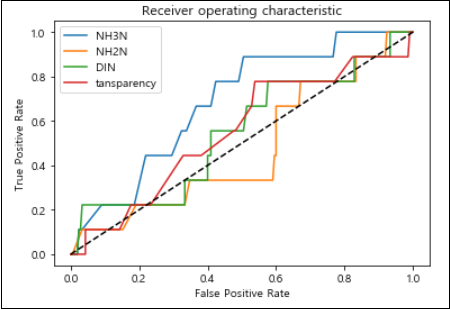 Receiver operating characteristic
1.0
0.8
0.6
0.4
0.2
0.0
True Positive Rate
NH3N
NH2N
DIN
tansparency
0.0 0.2 0.4 0.6 0.8 1.0
False Positive Rate